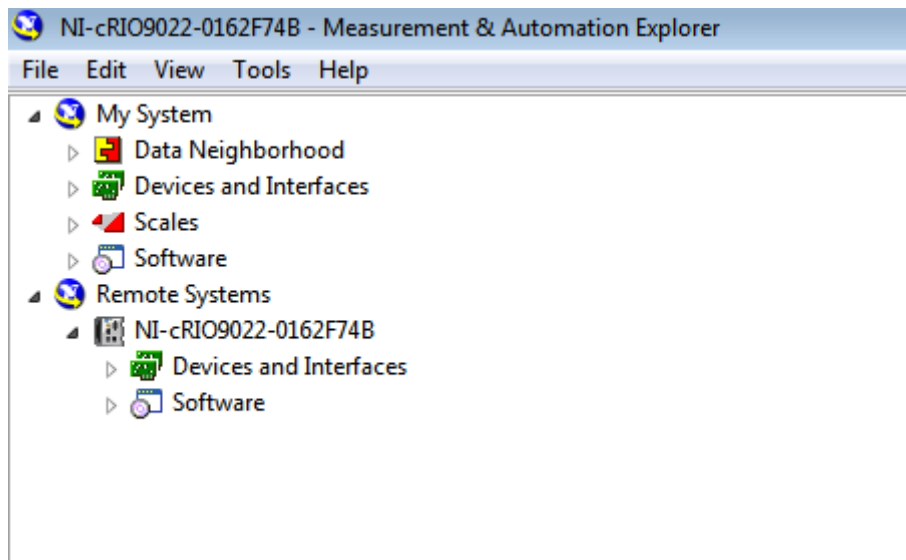 NI-cRIO9022-0162F74B - Measurement & Automation Explorer
File Edit View Tools Help
My System
Data Neighborhood
Devices and Interfaces
Scales
Software
Remote Systems
NI-cRIO9022-0162F74B
Devices and Interfaces
Software